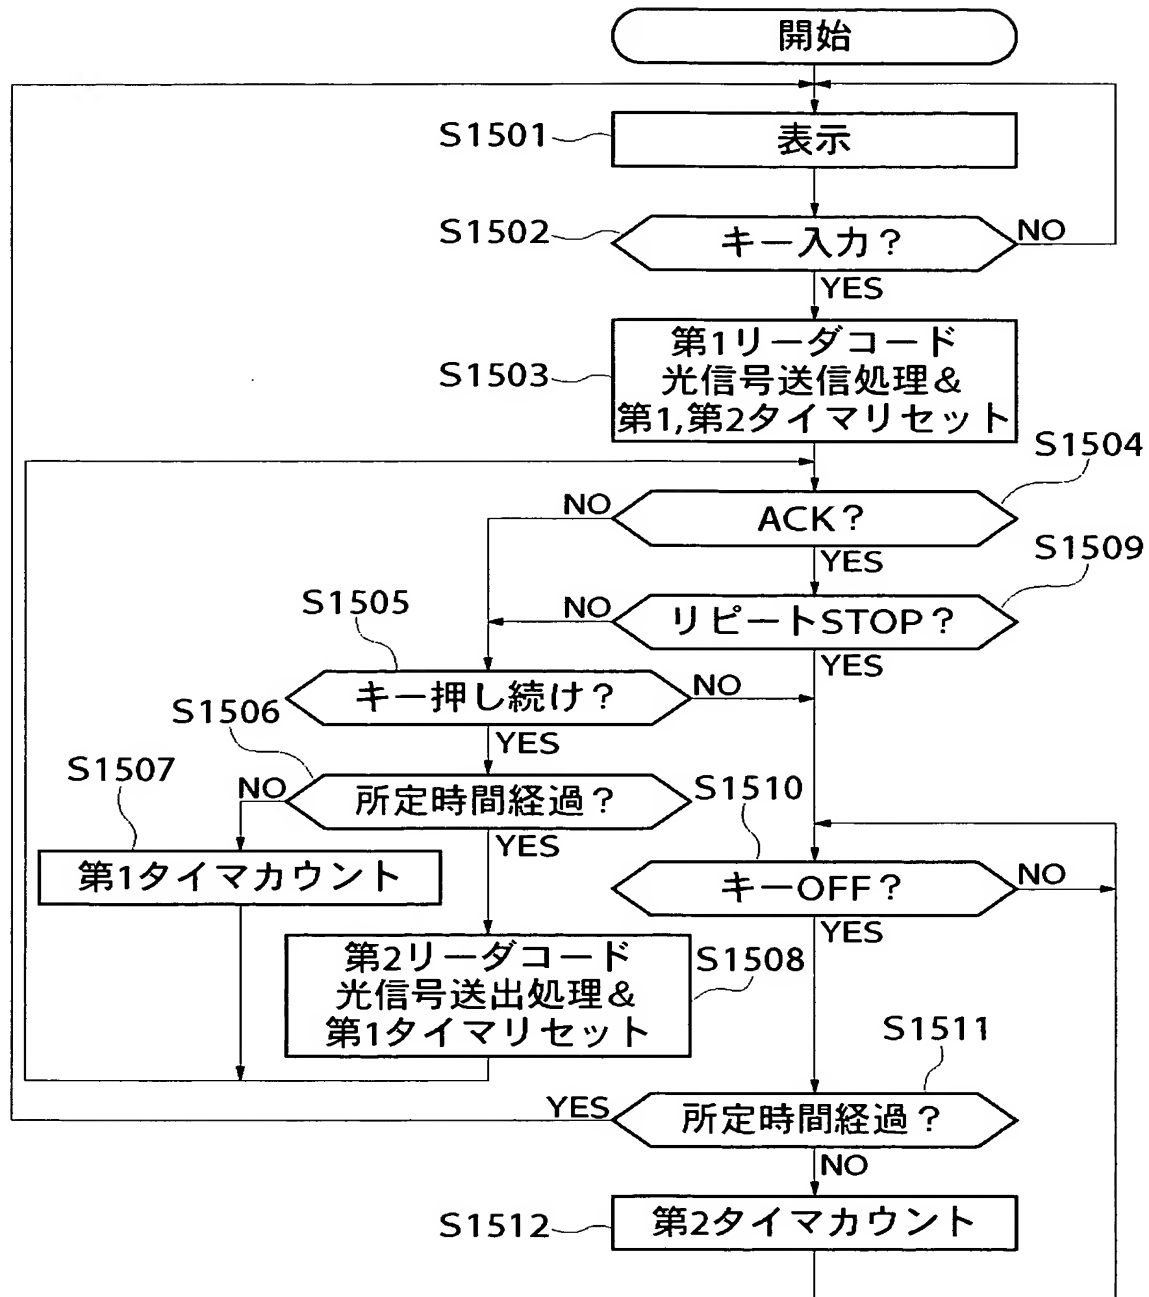 開始
S1501
表示
S1502
キー入力？
NO
YES
S1503
第1リーダコード
光信号送信処理&
第1,第2タイマリセット
S1504
NO
ACK？
YES
S1509
S1505
NO
リピートSTOP？
YES
キー押し続け？
NO
S1506
YES
S1507
NO
所定時間経過？
S1510
YES
第1タイマカウント
キーOFF？
NO
YES
第2リーダコード
光信号送出処理&
第1タイマリセット
S1508
S1511
YES
所定時間経過？
NO
S1512
第2タイマカウント